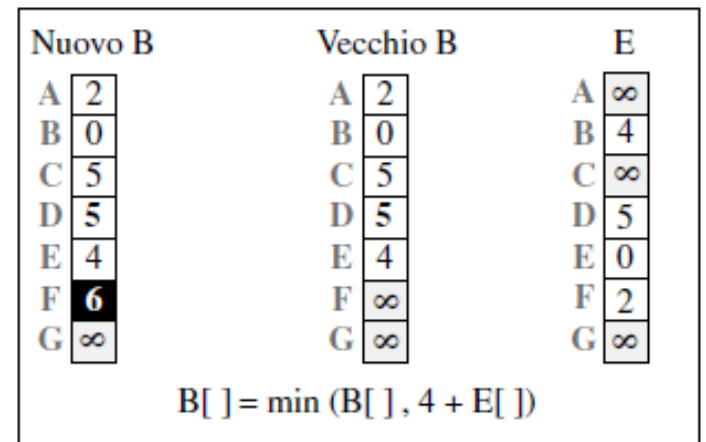 Nuovo B Vecchio B E
A 2 A 2 A ∞
B 0 B 0 B 4
C 5 C 5 C ∞
D 5 D 5 D 5
E 4 E 4 E 0
F 6 F ∞ F 2
G ∞ G ∞ G ∞
B[ ] = min (B[ ] , 4 + E[ ])